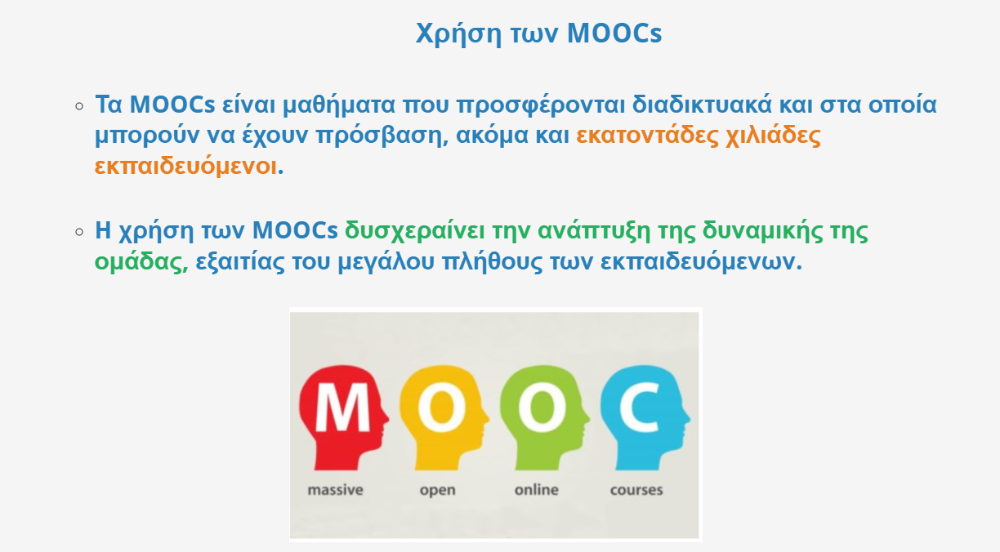 Χρήση των MOOCs
Τα MOOCs είναι μαθήματα που προσφέρονται διαδικτυακά και στα οποία
μπορούν να έχουν πρόσβαση, ακόμα και εκατοντάδες χιλιάδες
εκπαιδευόμενοι.
Η χρήση των MOOCs δυσχεραίνει την ανάπτυξη της δυναμικής της
ομάδας, εξαιτίας του μεγάλου πλήθους των εκπαιδευόμενων.
M O O C
massive open online courses